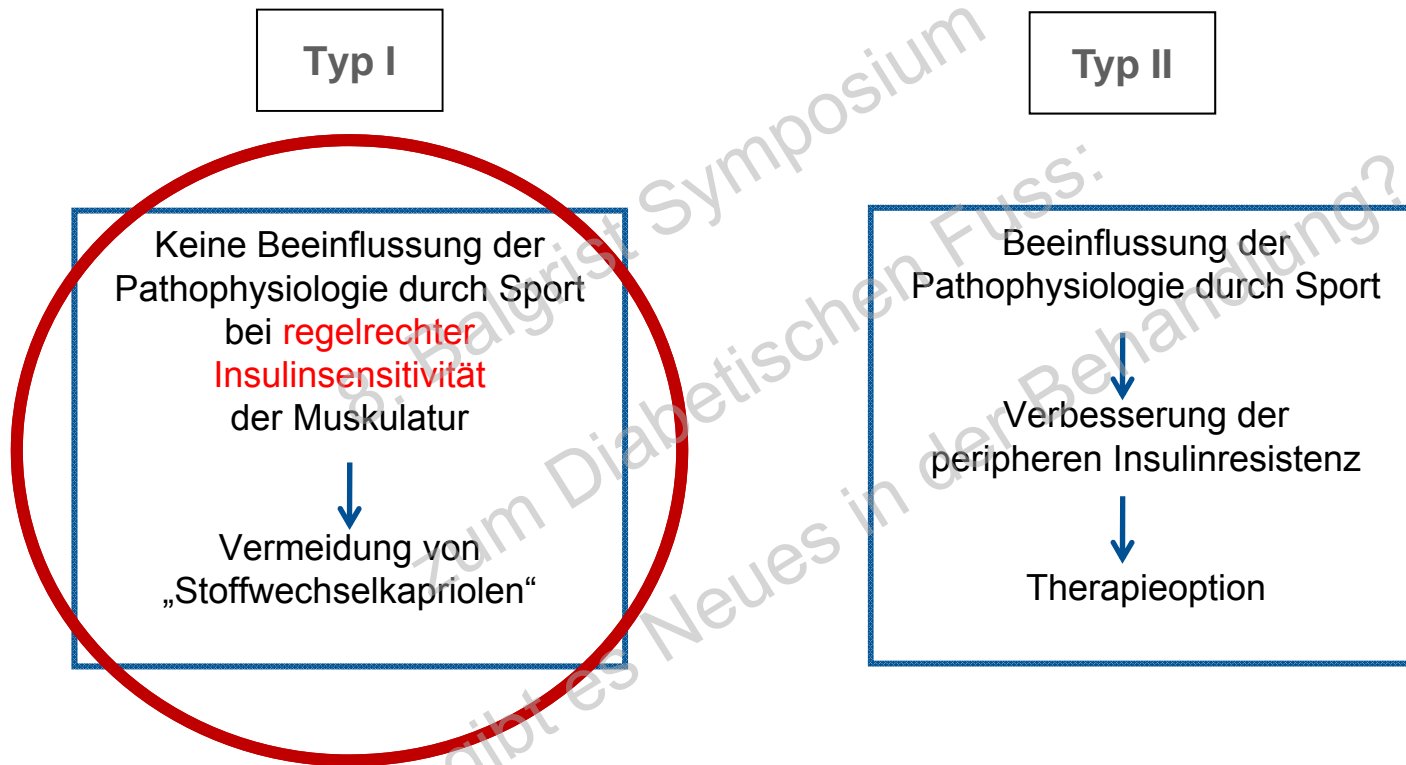 Typ I
Keine Beeinflussung der
Pathophysiologie durch Sport
bei regelrechter
Insulinsensitivität
der Muskulatur
Vermeidung von
„Stoffwechselkapriolen“
Typ II
Beeinflussung der
Pathophysiologie durch Sport
Verbesserung der
peripheren Insulinresistenz
Therapieoption
8. Balgrist Symposium
zum Diabetischen Fuss:
gibt es Neues in der Behandlung?